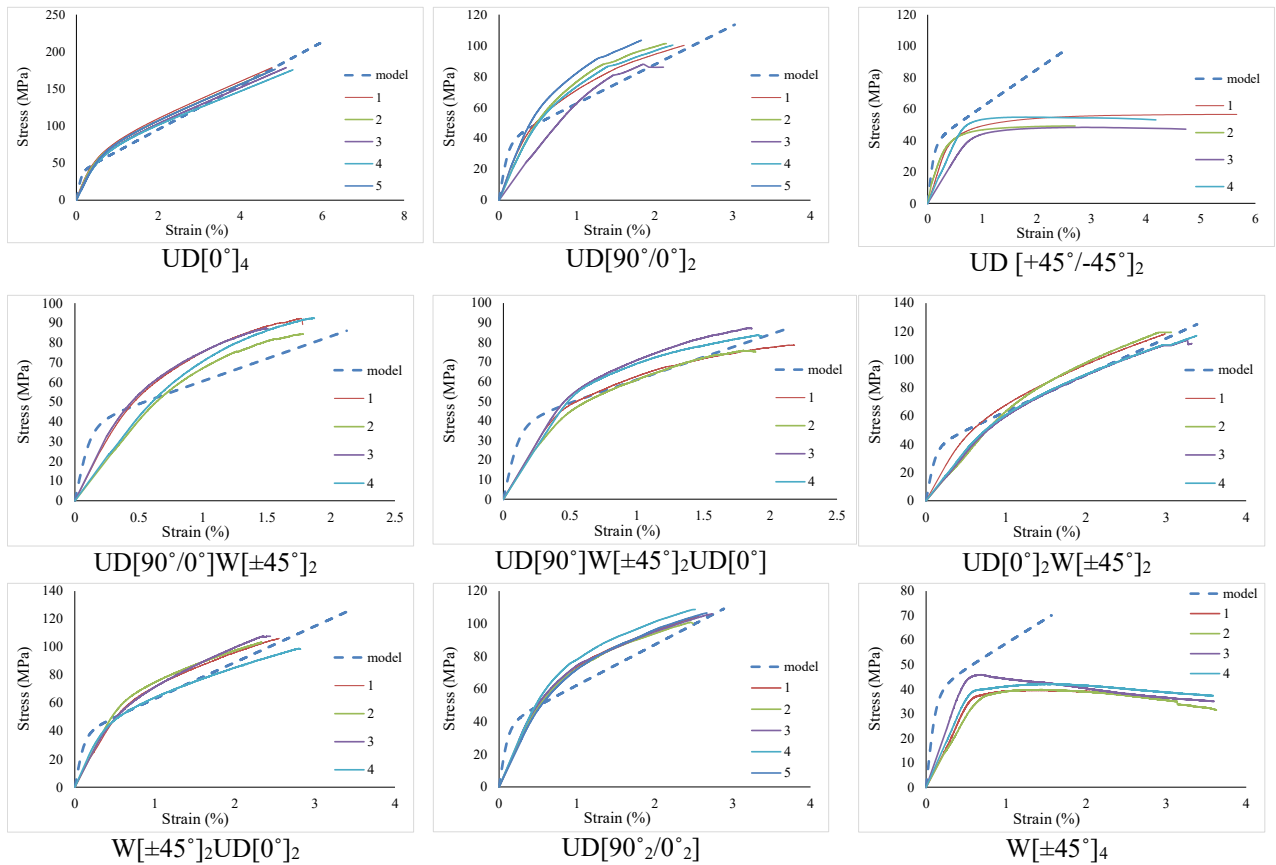 250
200
150
100
50
0
0 2 4 6 8
Stress (MPa)
Strain (%)
model
1
2
3
4
5
UD[0˚]4
120
100
80
60
40
20
0
0 1 2 3 4
Stress (MPa)
Strain (%)
model
1
2
3
4
5
UD[90˚/0˚]2
120
100
80
60
40
20
0
0 1 2 3 4 5 6
Stress (MPa)
Strain (%)
model
1
2
3
4
UD [+45˚/-45˚]2
100
90
80
70
60
50
40
30
20
10
0
0 0.5 1 1.5 2 2.5
Stress (MPa)
Strain (%)
model
1
2
3
4
UD[90˚/0˚]W[±45˚]2
100
90
80
70
60
50
40
30
20
10
0
0 0.5 1 1.5 2 2.5
Stress (MPa)
Strain (%)
model
1
2
3
4
UD[90˚]W[±45˚]2UD[0˚]
140
120
100
80
60
40
20
0
0 1 2 3 4
Stress (MPa)
Strain (%)
model
1
2
3
4
UD[0˚]2W[±45˚]2
140
120
100
80
60
40
20
0
0 1 2 3 4
Stress (MPa)
Strain (%)
model
1
2
3
4
W[±45˚]2UD[0˚]2
120
100
80
60
40
20
0
0 1 2 3 4
Stress (MPa)
Strain (%)
model
1
2
3
4
5
UD[90˚2/0˚2]
80
70
60
50
40
30
20
10
0
0 1 2 3 4 5
Stress (MPa)
Strain (%)
model
1
2
3
4
W[±45˚]4